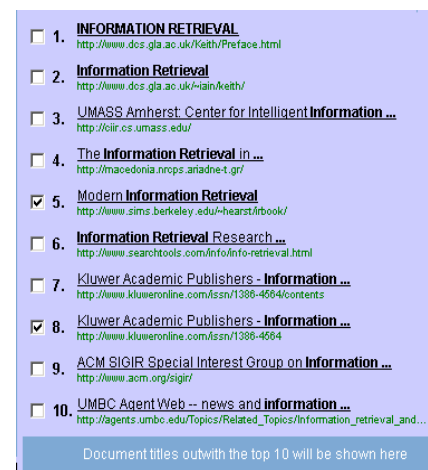 1. INFORMATION RETRIEVAL
http://www.dcs.gla.ac.uk/Keith/Preface.html
2. Information Retrieval
http://www.dcs.gla.ac.uk/~iain/keith/
3. UMASS Amherst: Center for Intelligent Information ...
http://ciir.cs.umass.edu/
4. The Information Retrieval in ...
http://macedonia.nrcps.ariadne-t.gr/
5. Modern Information Retrieval
http://www.sims.berkeley.edu/~hearst/irbook/
6. Information Retrieval Research ...
http://www.searchtools.com/info/info-retrieval.html
7. Kluwer Academic Publishers - Information ...
http://www.kluweronline.com/issn/1386-4564/contents
8. Kluwer Academic Publishers - Information ...
http://www.kluweronline.com/issn/1386-4564
9. ACM SIGIR Special Interest Group on Information ...
http://www.acm.org/sigir/
10. UMBC Agent Web -- news and information ...
http://agents.umbc.edu/Topics/Related_Topics/Information_retrieval_and...
Document titles outwith the top 10 will be shown here